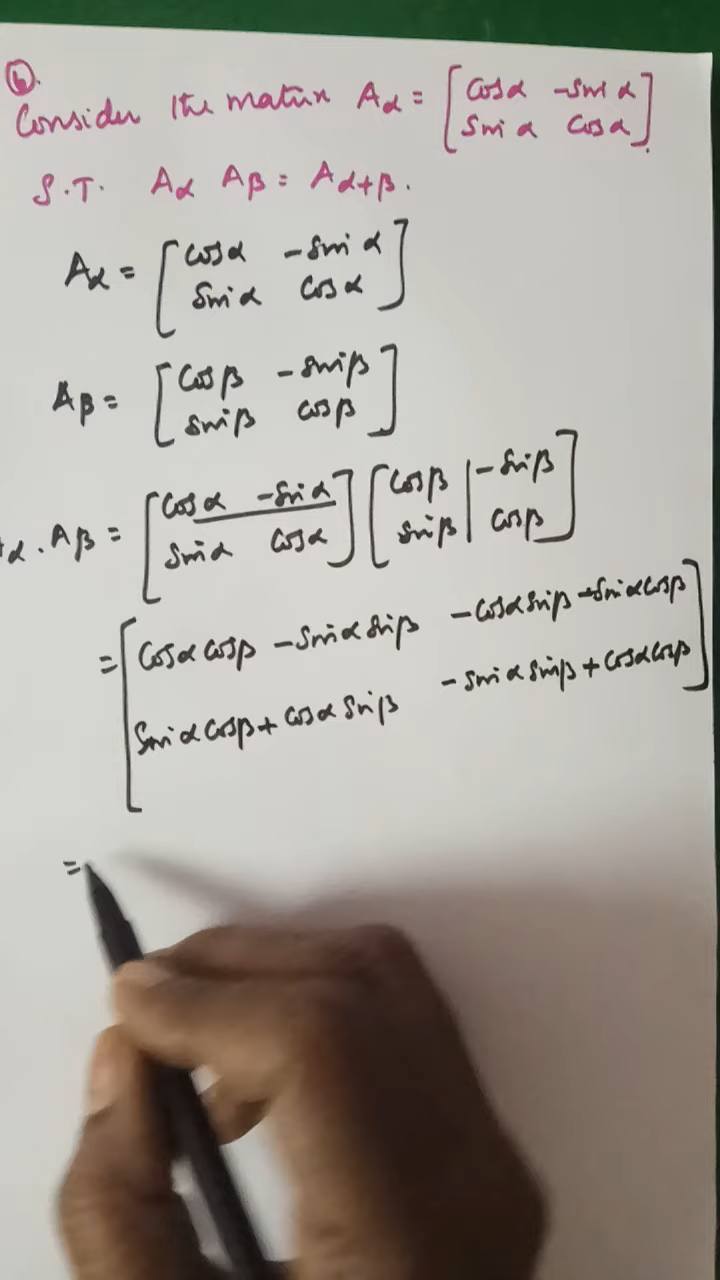 6.
Consider the matrix Aα = [cosα -sinα
sinα cosα].
S.T. Aα Aβ = Aα+β.
Aα = [cosα -sinα
sinα cosα]
Aβ = [cosβ -sinβ
sinβ cosβ]
α . Aβ = [cosα -sinα [cosβ | -sinβ
sinα cosα] sinβ | cosβ]
= [cosα cosβ - sinα sinβ -cosα sinβ - sinα cosβ
sinα cosβ + cosα sinβ - sinα sinβ + cosα cosβ]
=